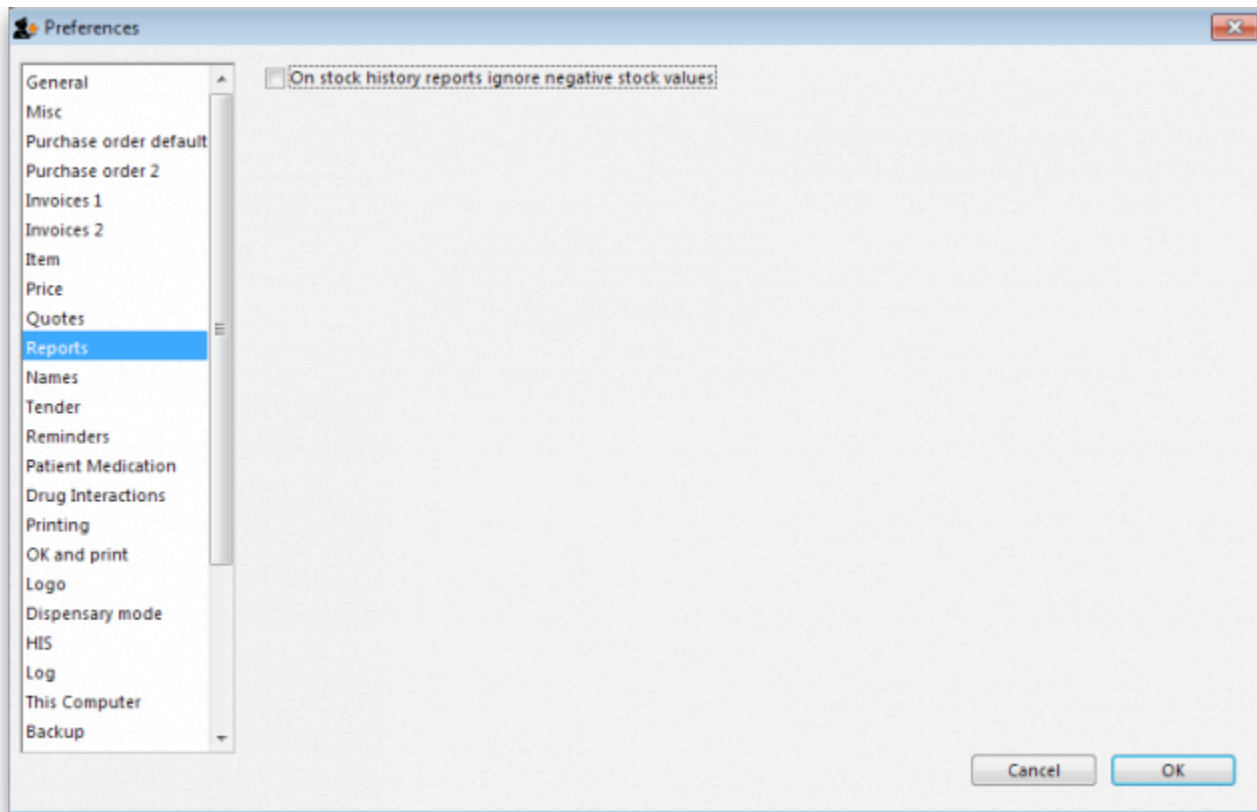 Preferences
General
Misc
Purchase order default
Purchase order 2
Invoices 1
Invoices 2
Item
Price
Quotes
Reports
Names
Tender
Reminders
Patient Medication
Drug Interactions
Printing
OK and print
Logo
Dispensary mode
HIS
Log
This Computer
Backup
On stock history reports ignore negative stock values
Cancel
OK